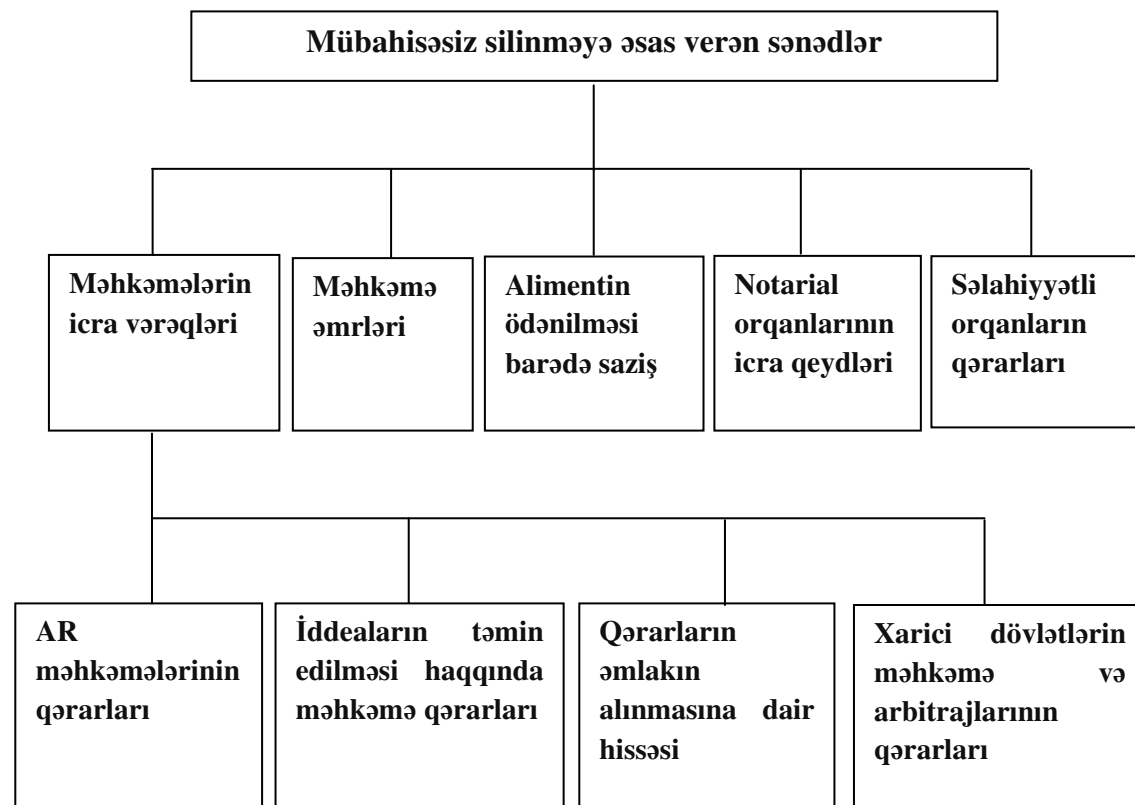 Mübahisəsiz silinməyə əsas verən sənədlər
Məhkəmələrin
icra vərəqləri
Məhkəmə
əmrləri
Alimentin
ödənilməsi
barədə saziş
Notarial
orqanlarının
icra qeydləri
Səlahiyyətli
orqanların
qərarları
AR
məhkəmələrinin
qərarları
İddeaların təmin
edilməsi haqqında
məhkəmə qərarları
Qərarların
əmlakın
alınmasına dair
hissəsi
Xarici dövlətlərin
məhkəmə və
arbitrajlarının
qərarları